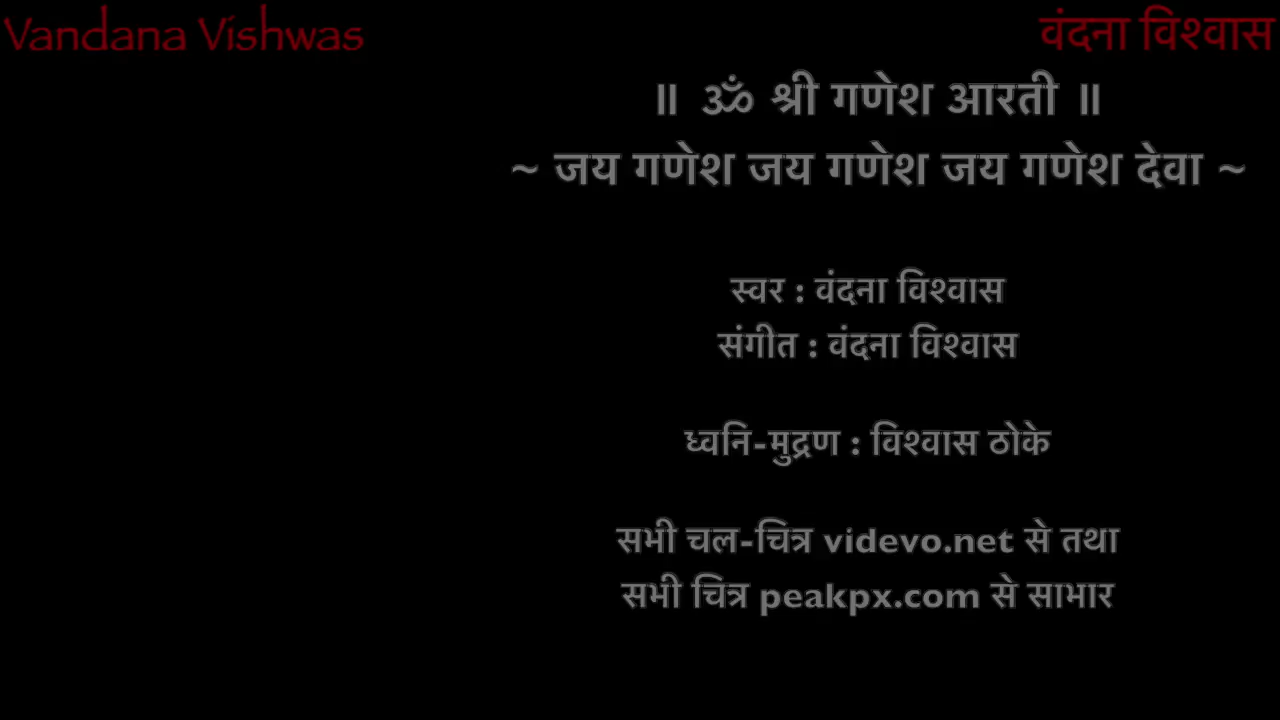 Vandana Vishwas
वंदना विश्वास
॥ ॐ श्री गणेश आरती ॥
~ जय गणेश जय गणेश जय गणेश देवा ~
स्वर : वंदना विश्वास
संगीत : वंदना विश्वास
ध्वनि-मुद्रण : विश्वास ठोके
सभी चल-चित्र videvo.net से तथा
सभी चित्र peakpx.com से साभार